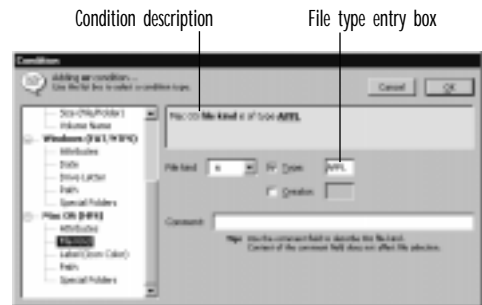 Condition description
File type entry box
Condition
Adding a condition...
Use the list box to select a condition type.
Cancel
OK
Size (File/Folder)
Volume Name
Windows (FAT/NTFS)
Attributes
Date
Drive Letter
Path
Special Folders
Mac OS (HFS)
Attributes
File Kind
Label (Icon Color)
Path
Special Folders
Mac OS file kind is of type APPL
File kind
is
Type:
APPL
Creator:
Comment:
Tip: Use the comment field to describe this file kind.
Content of the comment field does not affect file selection.